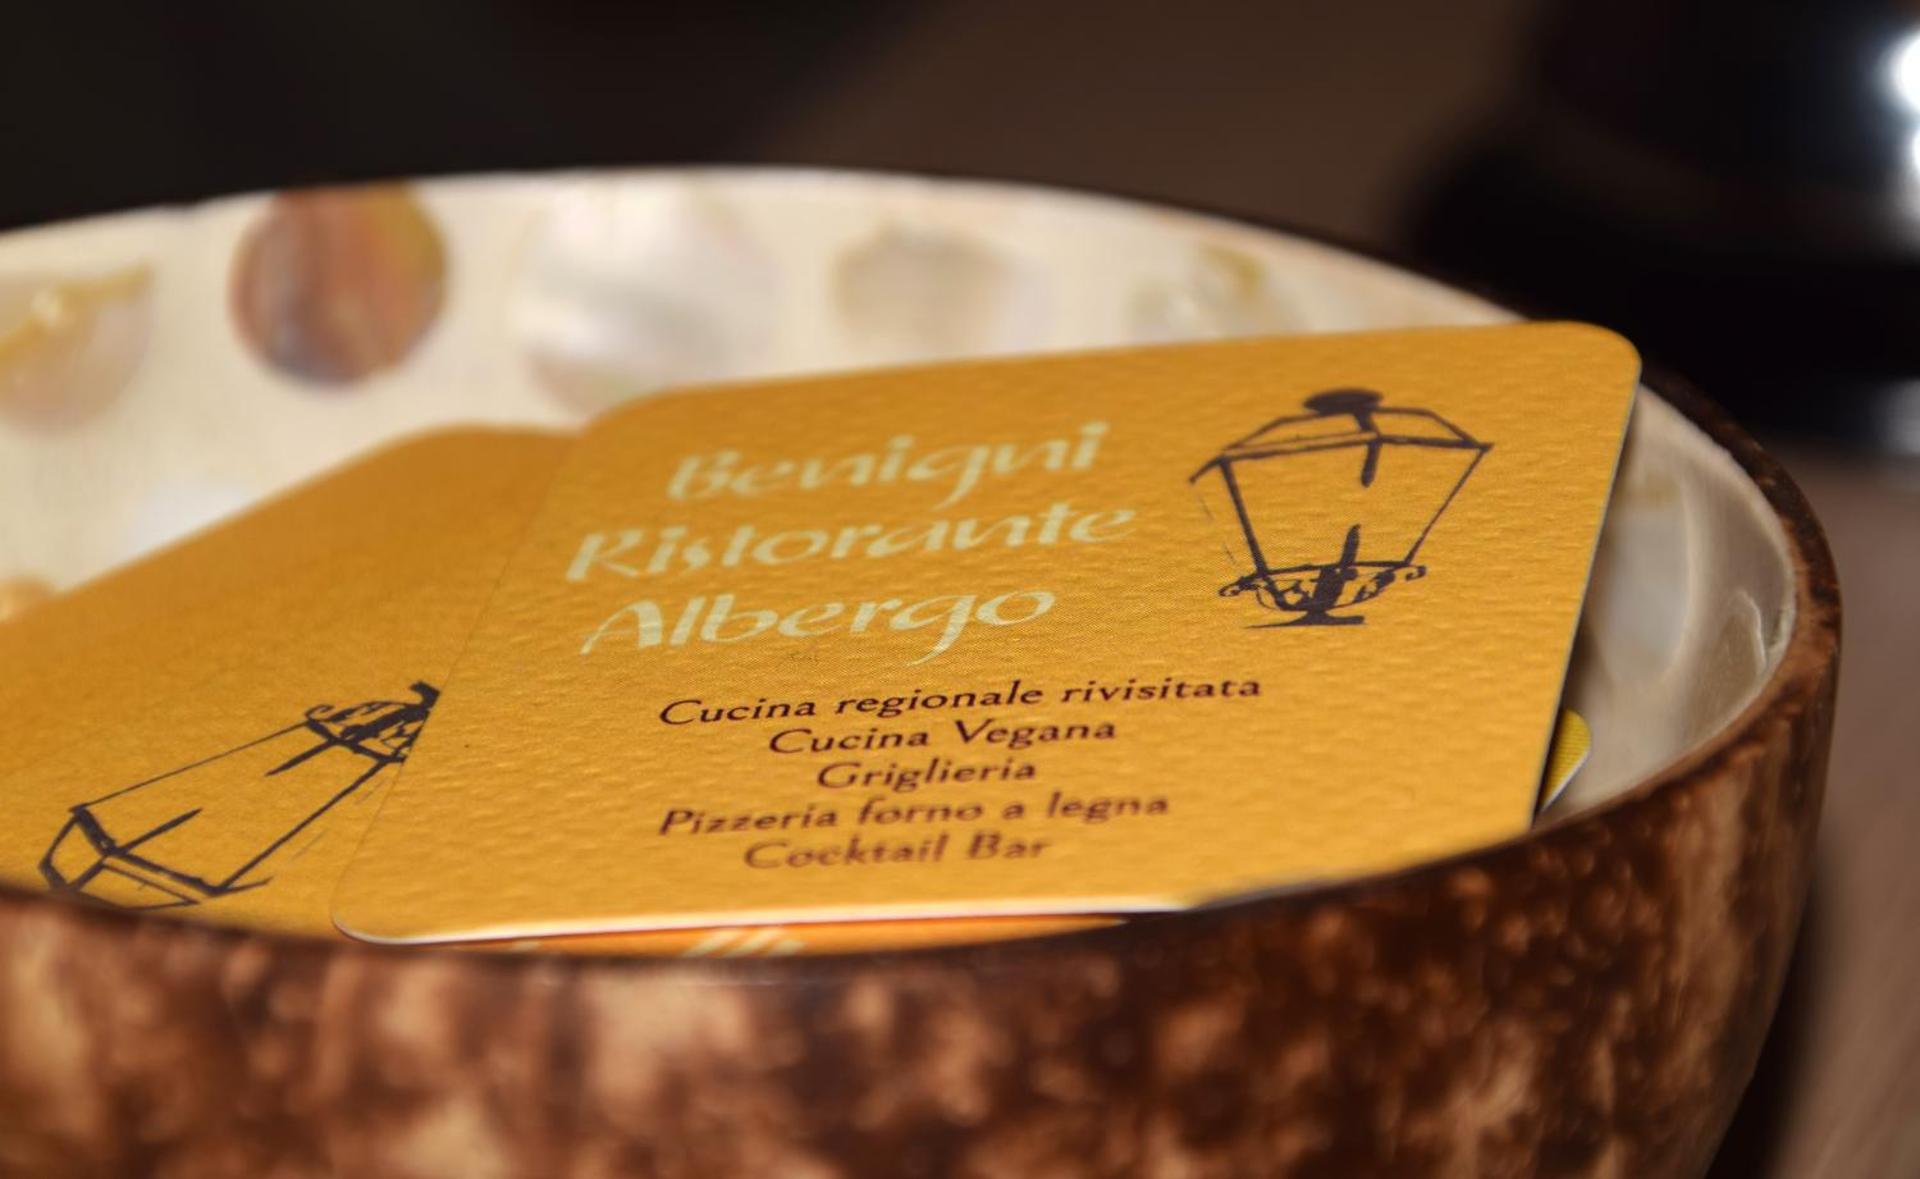 Benigni
Ristorante
Albergo
Cucina regionale rivisitata
Cucina Vegana
Griglieria
Pizzeria forno a legna
Cocktail Bar